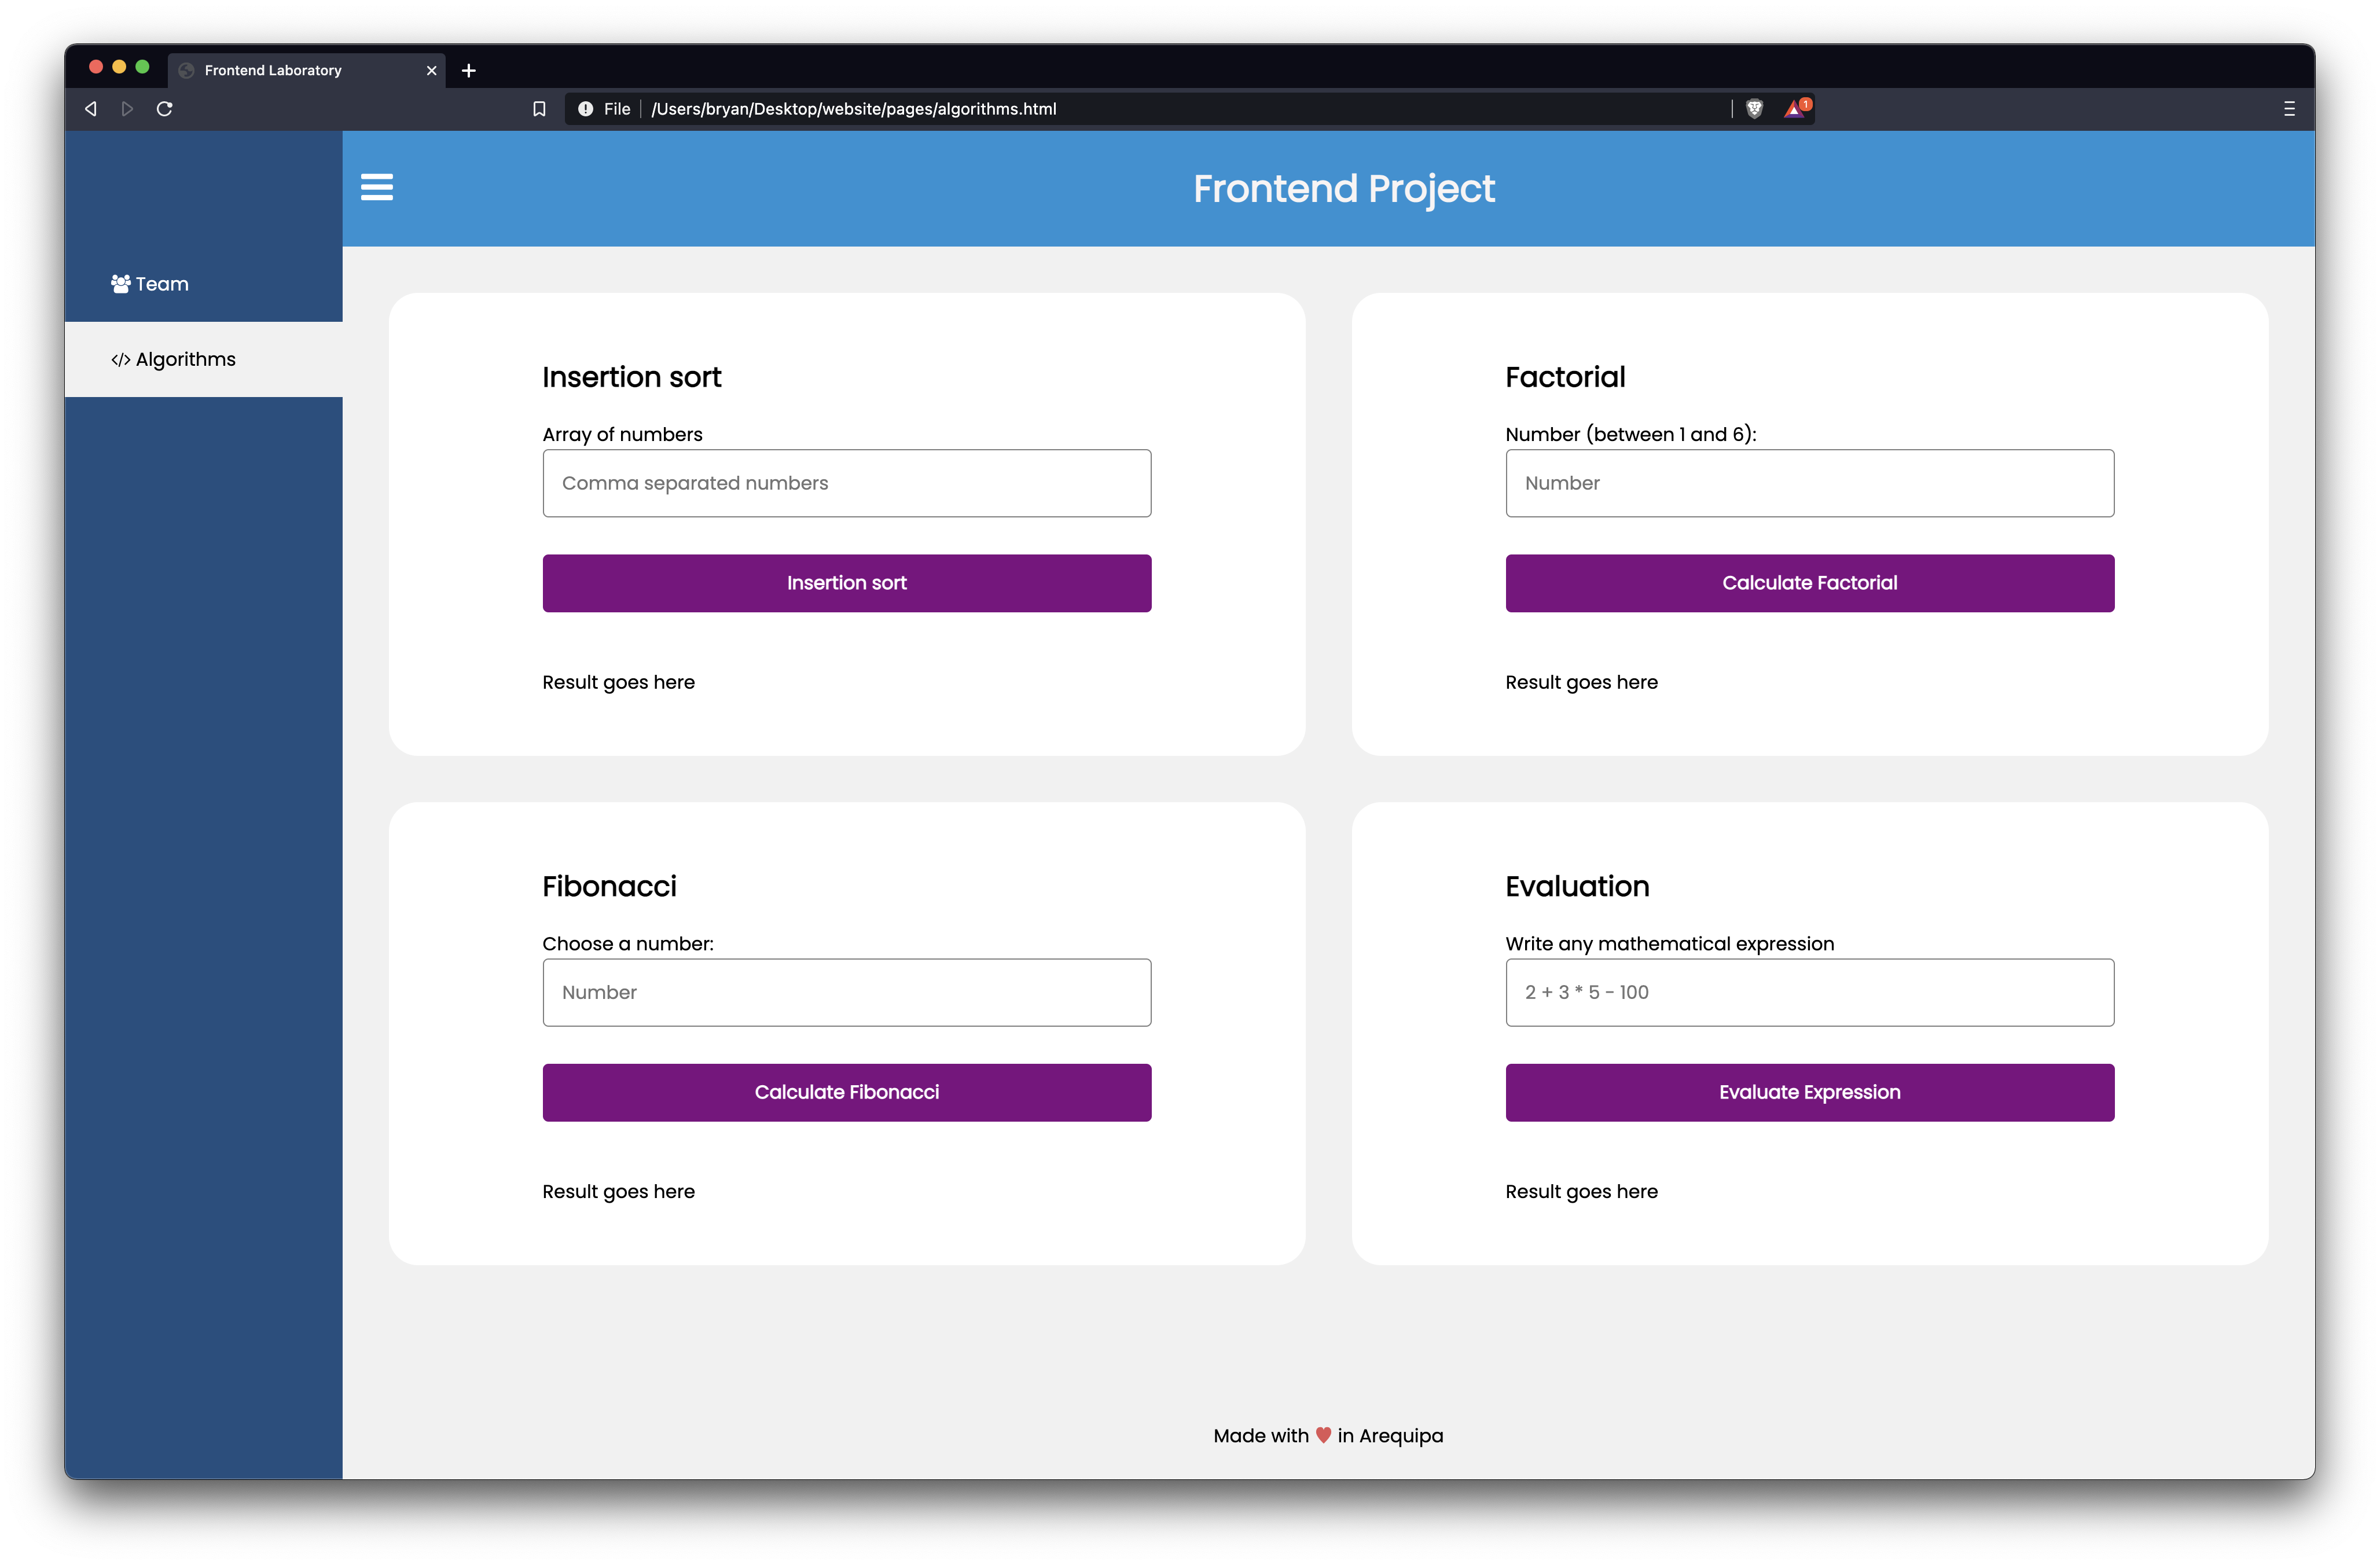 Frontend Laboratory
File /Users/bryan/Desktop/website/pages/algorithms.html
1
Frontend Project
Team
</> Algorithms
Insertion sort
Array of numbers
Comma separated numbers
Insertion sort
Result goes here
Factorial
Number (between 1 and 6):
Number
Calculate Factorial
Result goes here
Fibonacci
Choose a number:
Number
Calculate Fibonacci
Result goes here
Evaluation
Write any mathematical expression
2 + 3 * 5 - 100
Evaluate Expression
Result goes here
Made with ♥ in Arequipa